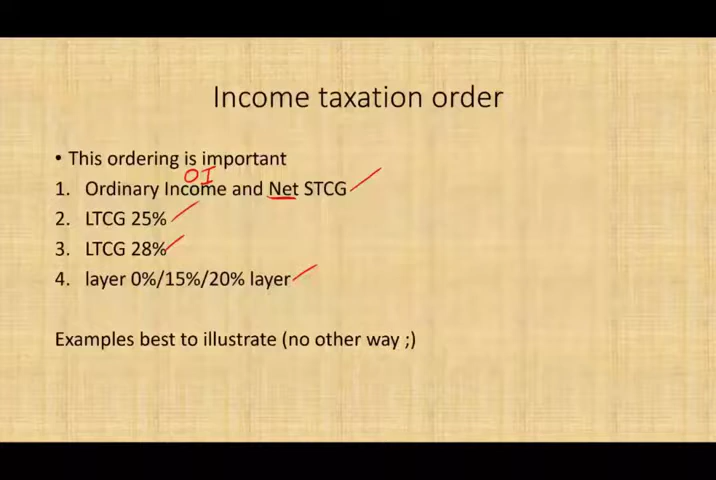 Income taxation order
• This ordering is important
OI
1. Ordinary Income and Net STCG
2. LTCG 25%
3. LTCG 28%
4. layer 0%/15%/20% layer
Examples best to illustrate (no other way ;)